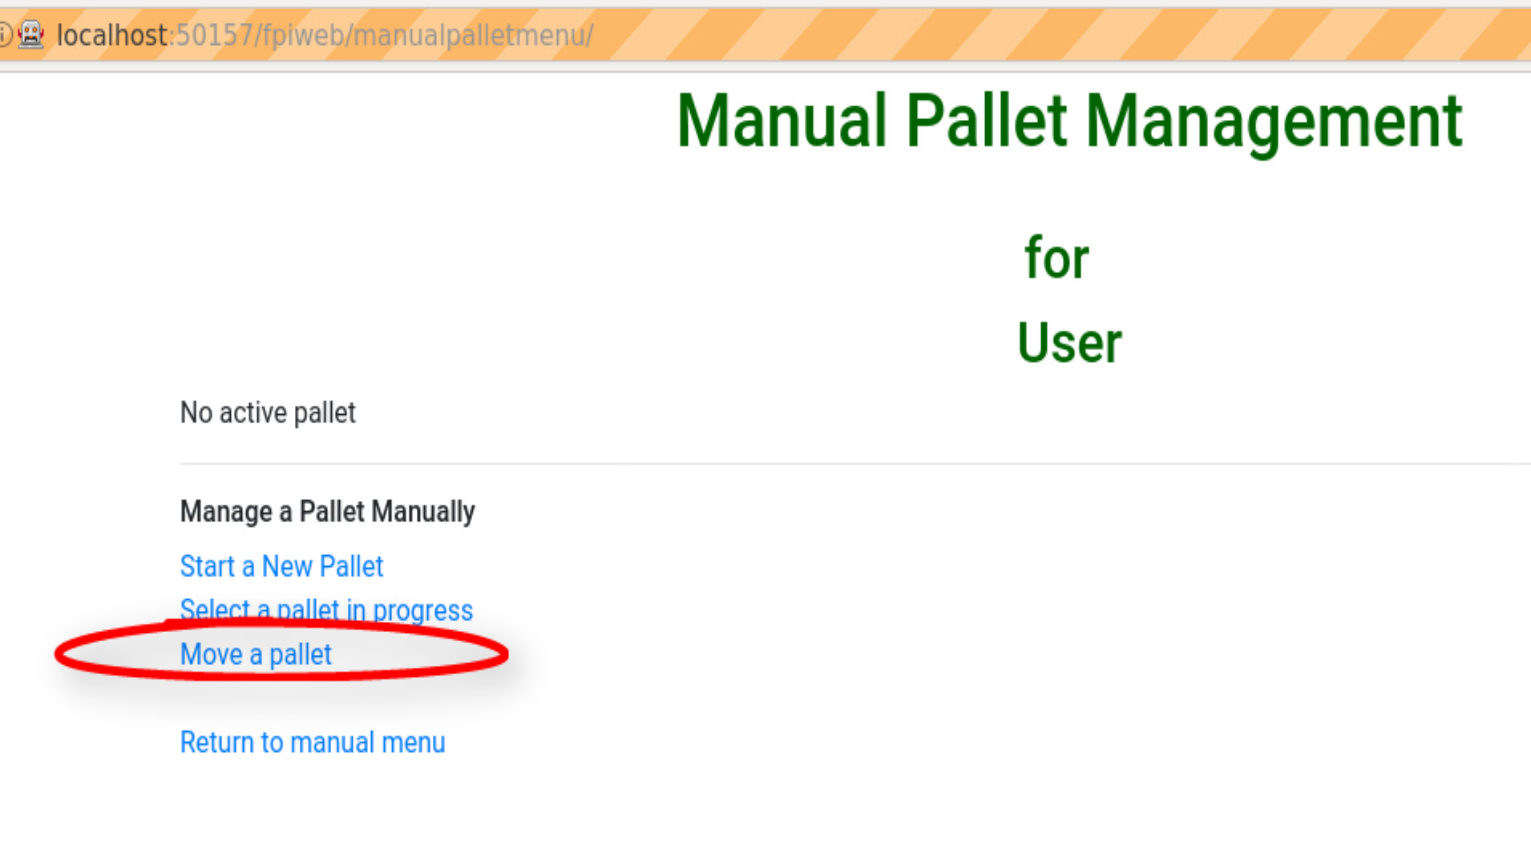 localhost:50157/fpiweb/manualpalletmenu/
Manual Pallet Management
for
User
No active pallet
Manage a Pallet Manually
Start a New Pallet
Select a pallet in progress
Move a pallet
Return to manual menu